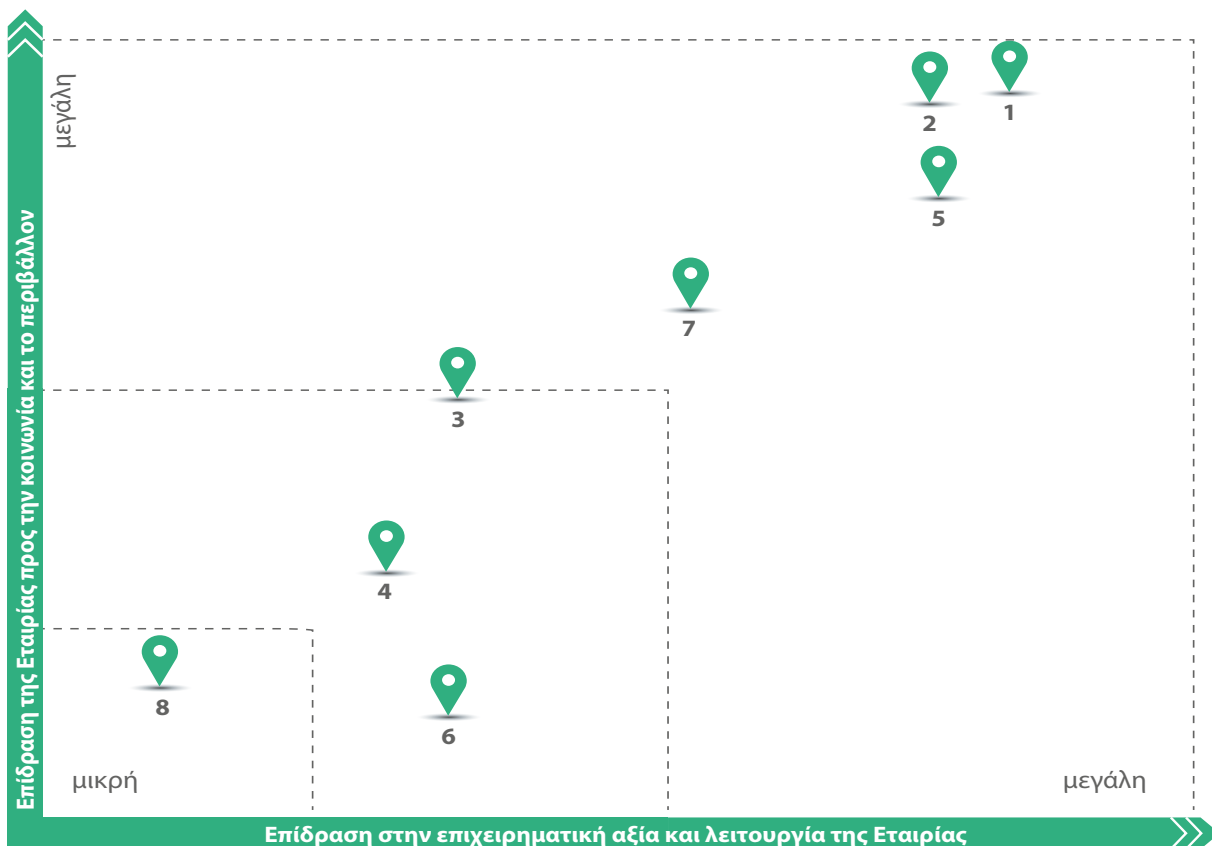 Επίδραση της Εταιρίας προς την κοινωνία και το περιβάλλον
μεγάλη
2
1
5
7
3
4
8
6
μικρή
μεγάλη
Επίδραση στην επιχειρηματική αξία και λειτουργία της Εταιρίας